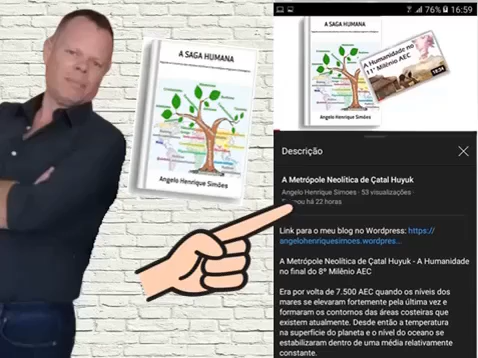 A SAGA HUMANA
Angelo Henrique Simões
76% 16:59
A SAGA HUMANA
Angelo Henrique Simões
A Humanidade no
11° Milênio AEC
Descrição
A Metrópole Neolítica de Çatal Huyuk
Angelo Henrique Simoes · 53 visualizações ·
há 22 horas
Link para o meu blog no Wordpress: https://
angelohenriquesimoes.wordpres...
A Metrópole Neolítica de Çatal Huyuk - A Humanidade
no final do 8º Milênio AEC
Era por volta de 7.500 AEC quando os níveis dos
mares se elevaram fortemente pela última vez e
formaram os contornos das áreas costeiras que
existem atualmente. Desde então a temperatura
na superfície do planeta e o nível do oceano se
estabilizaram dentro de uma média relativamente
constante.